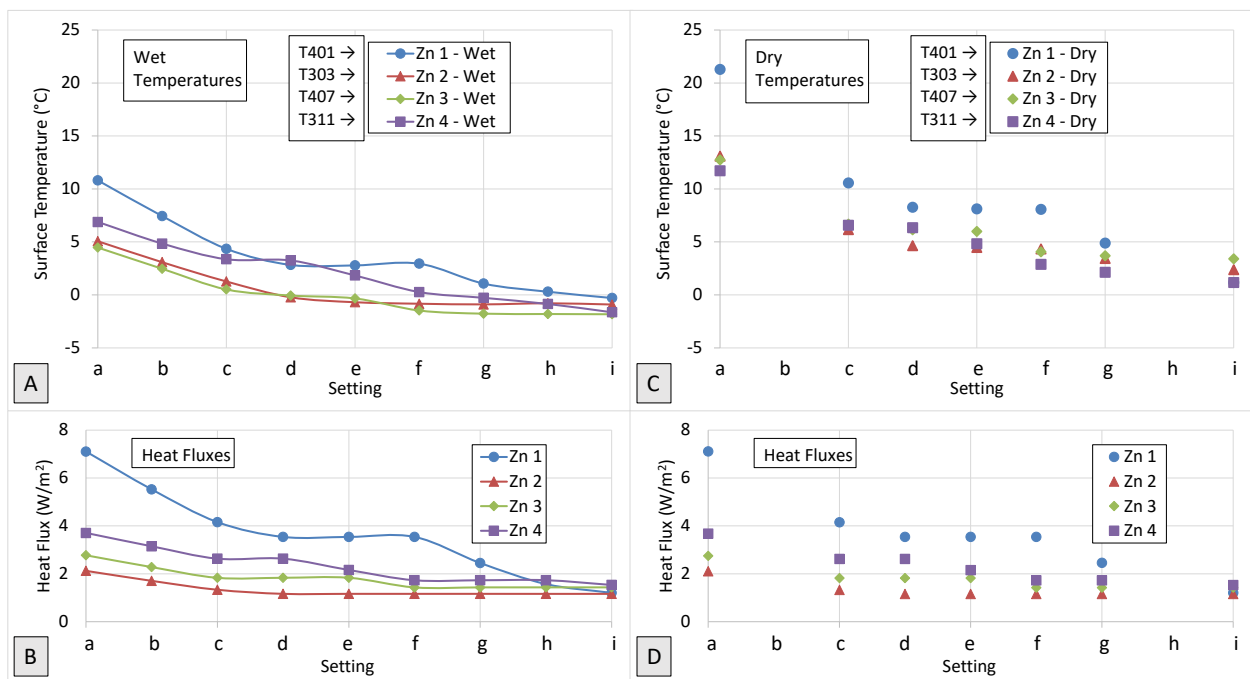 25
20
15
10
5
0
-5
Surface Temperature (°C)
Wet
Temperatures
T401 →
T303 →
T407 →
T311 →
Zn 1 - Wet
Zn 2 - Wet
Zn 3 - Wet
Zn 4 - Wet
a b c d e f g h i
Setting
A
25
20
15
10
5
0
-5
Surface Temperature (°C)
Dry
Temperatures
T401 →
T303 →
T407 →
T311 →
Zn 1 - Dry
Zn 2 - Dry
Zn 3 - Dry
Zn 4 - Dry
a b c d e f g h i
Setting
C
8
6
4
2
0
Heat Flux (W/m²)
Heat Fluxes
Zn 1
Zn 2
Zn 3
Zn 4
a b c d e f g h i
Setting
B
8
6
4
2
0
Heat Flux (W/m²)
Heat Fluxes
Zn 1
Zn 2
Zn 3
Zn 4
a b c d e f g h i
Setting
D